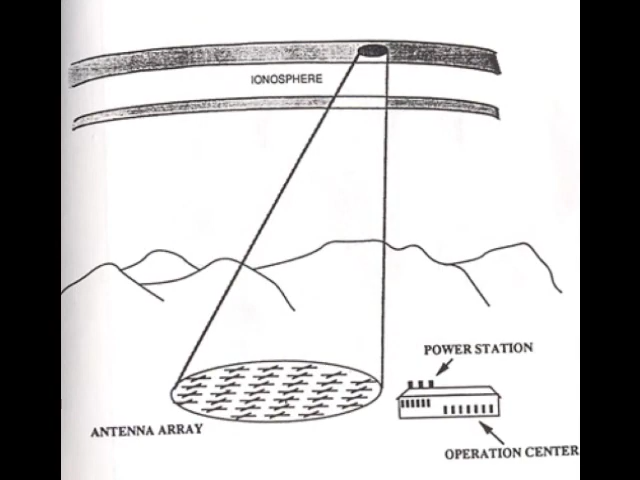 IONOSPHERE
POWER STATION
ANTENNA ARRAY
OPERATION CENTER